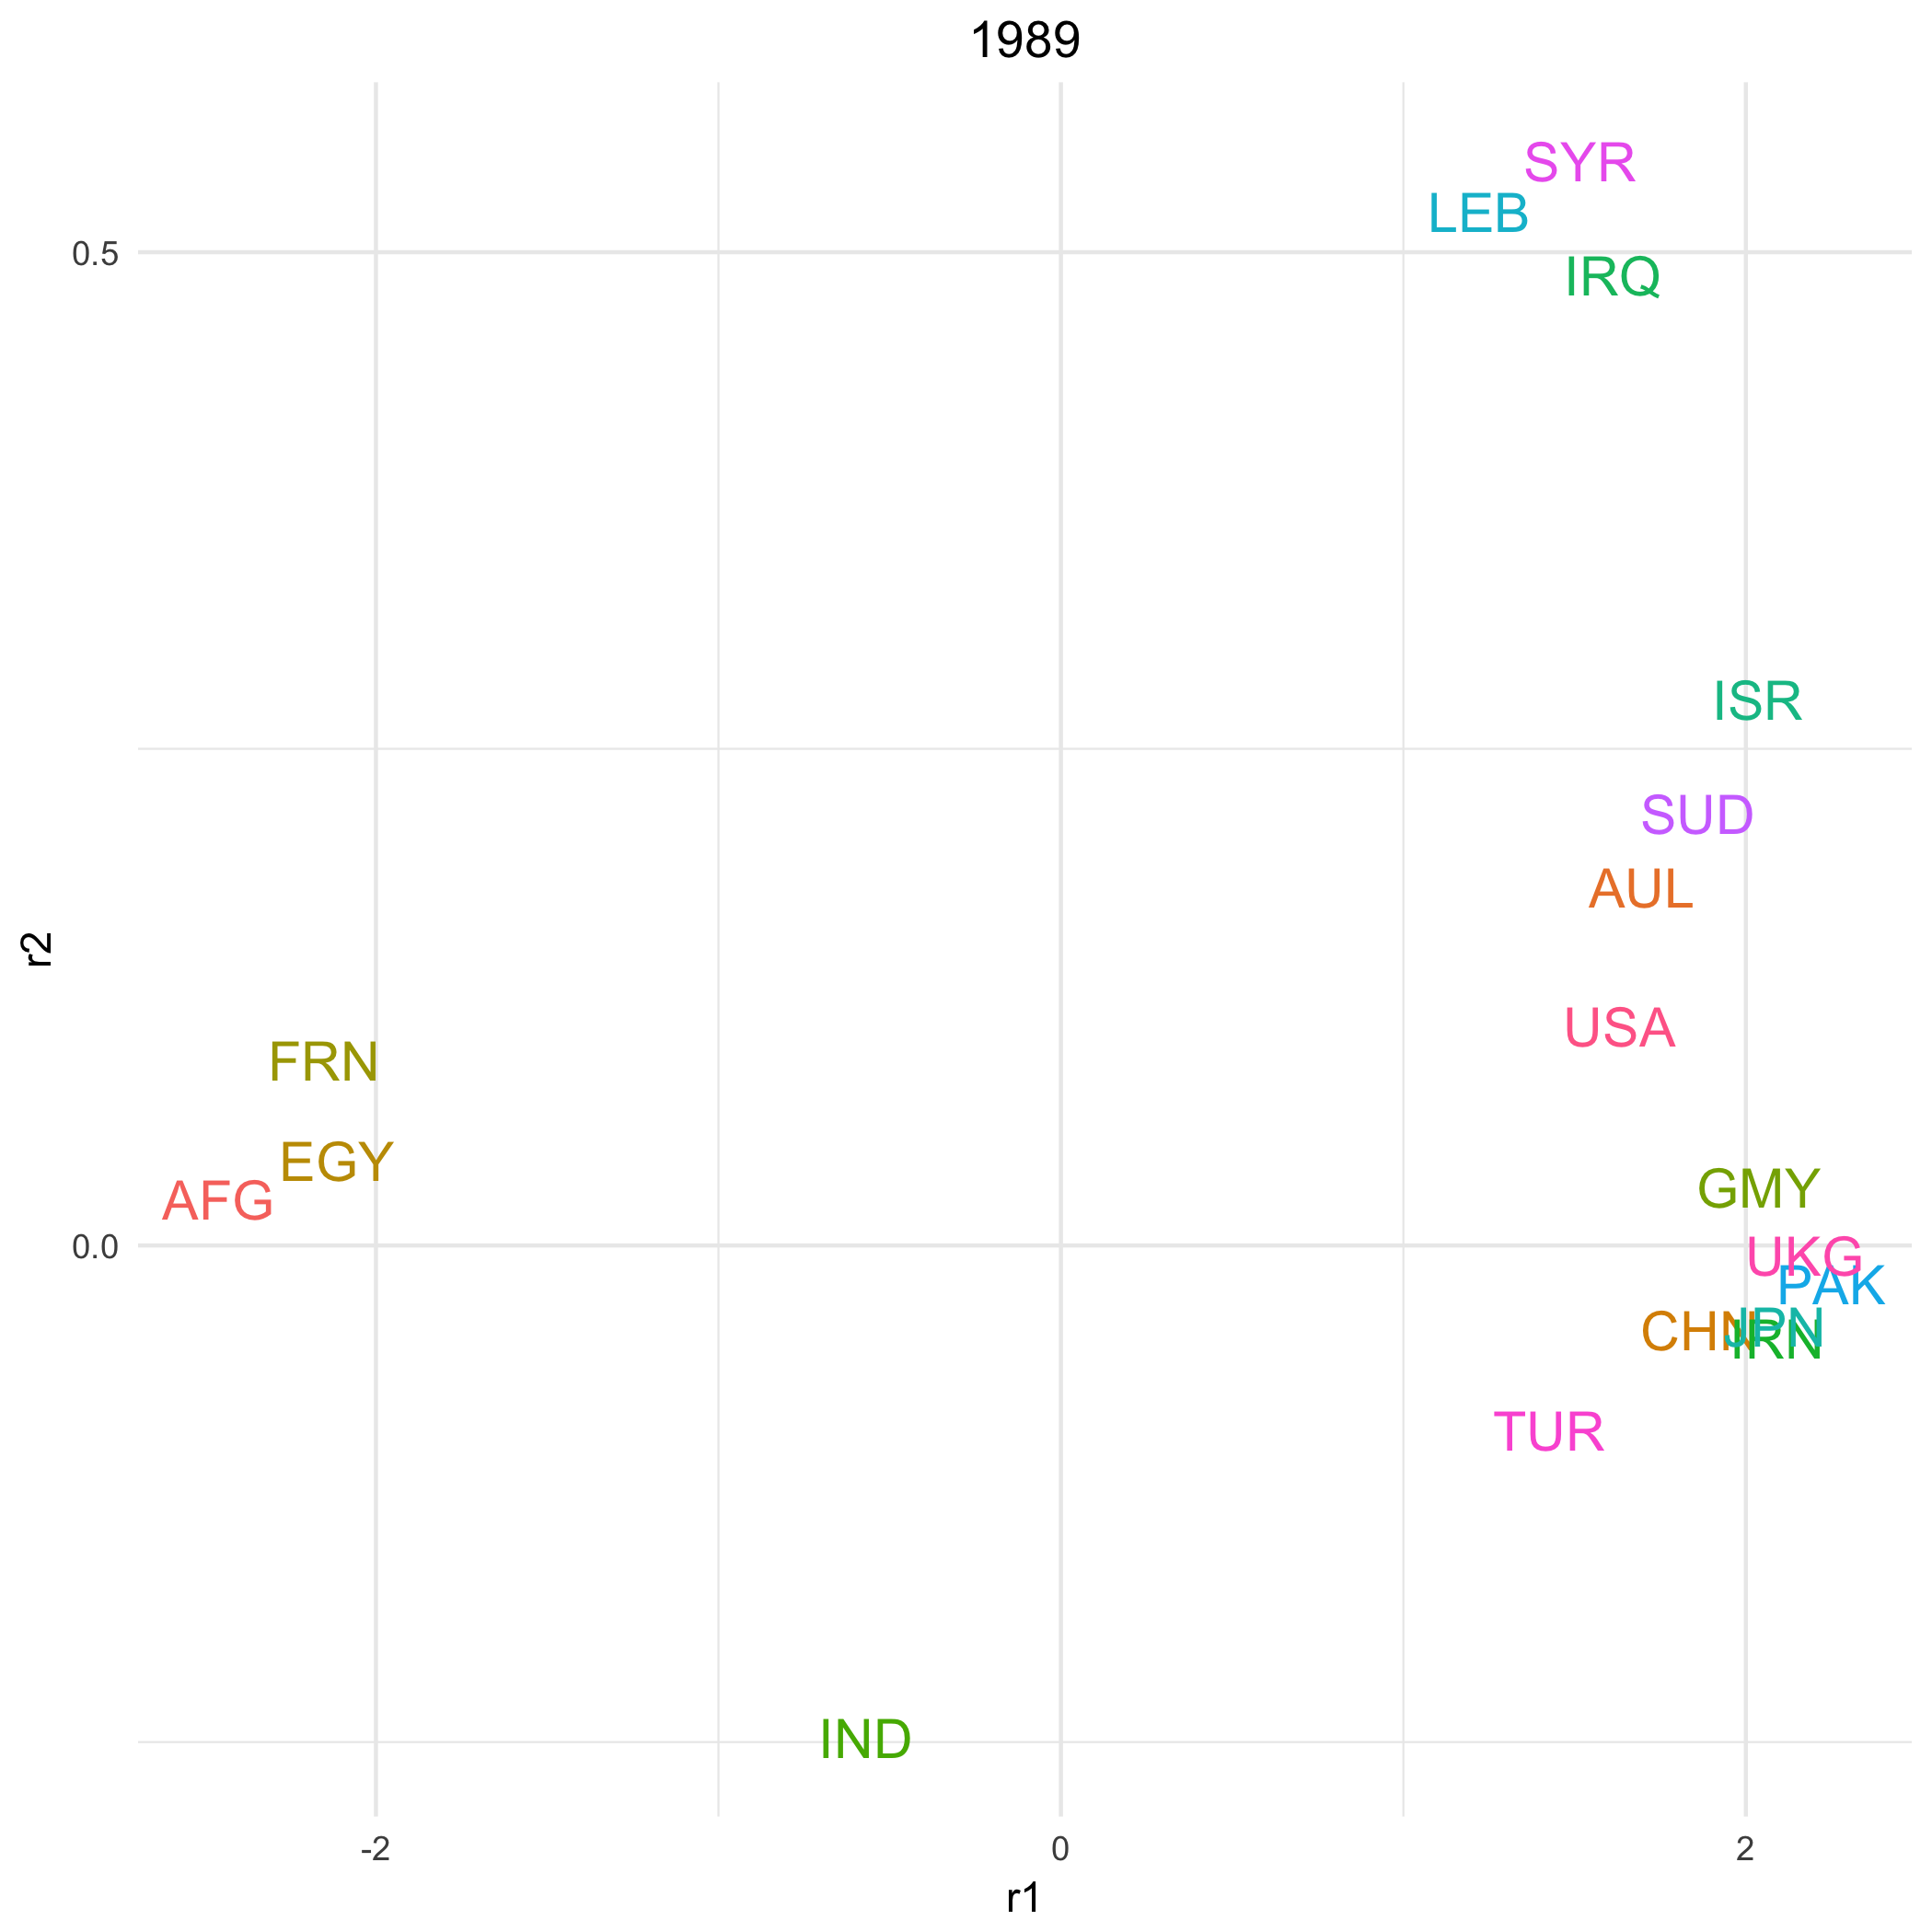 1989
SYR
LEB
0.5
IRQ
ISR
SUD
AUL
r2
USA
FRN
EGY
AFG
GMY
0.0
UKG
PAK
CHN
JPN
IRN
TUR
IND
-2
0
2
r1